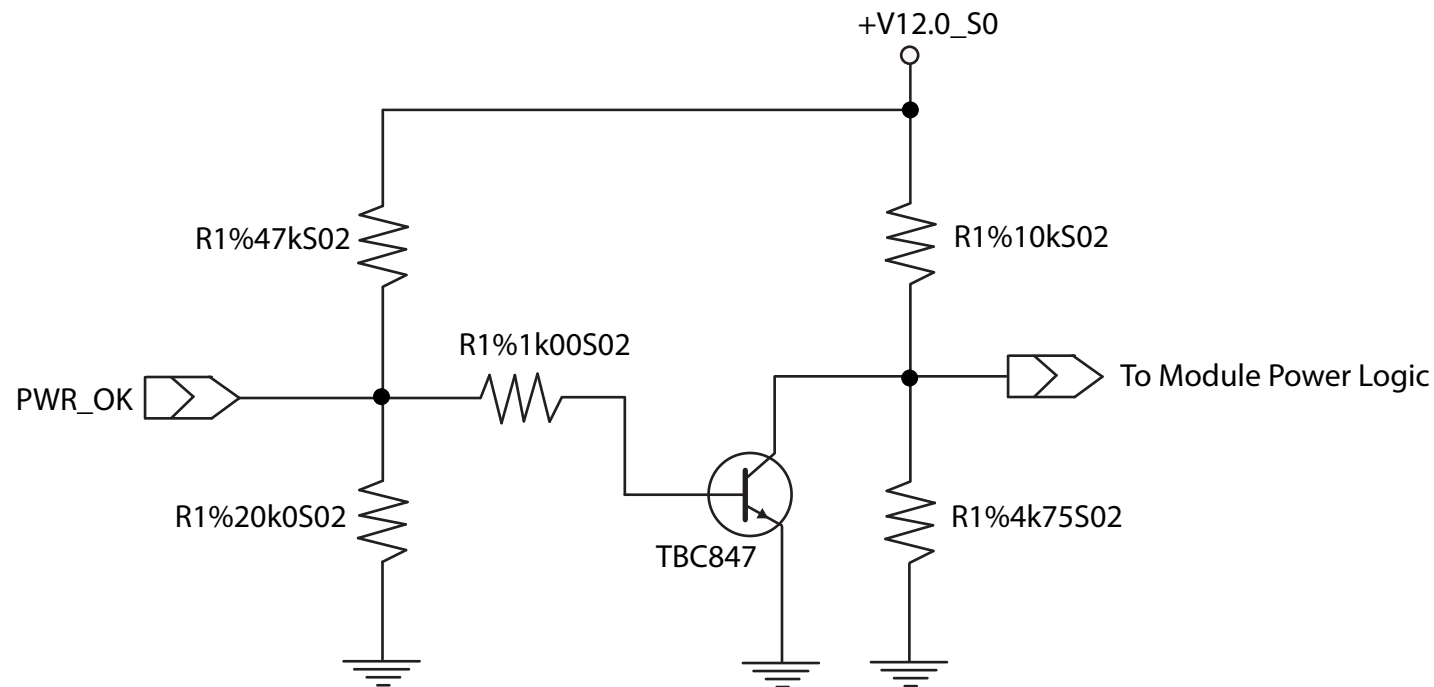 +V12.0_S0
R1%47kS02
R1%10kS02
R1%1k00S02
PWR_OK
To Module Power Logic
R1%20k0S02
TBC847
R1%4k75S02